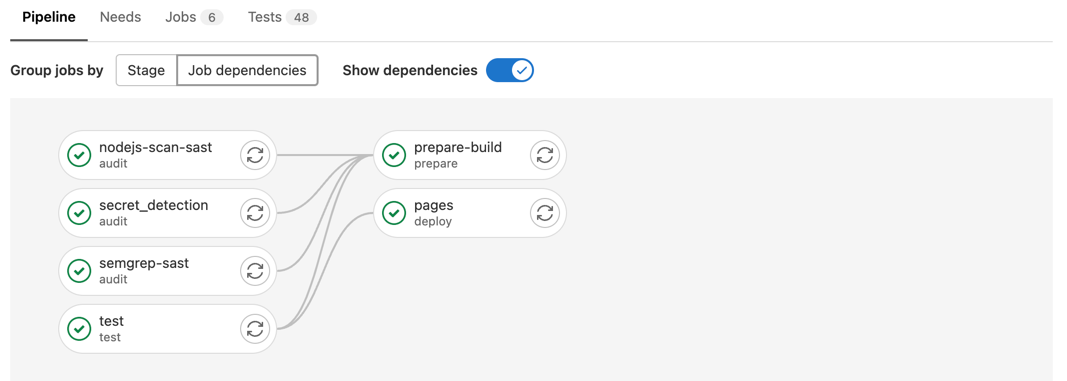 Pipeline Needs Jobs 6 Tests 48
Group jobs by Stage Job dependencies Show dependencies
nodejs-scan-sast
audit
prepare-build
prepare
secret_detection
audit
pages
deploy
semgrep-sast
audit
test
test